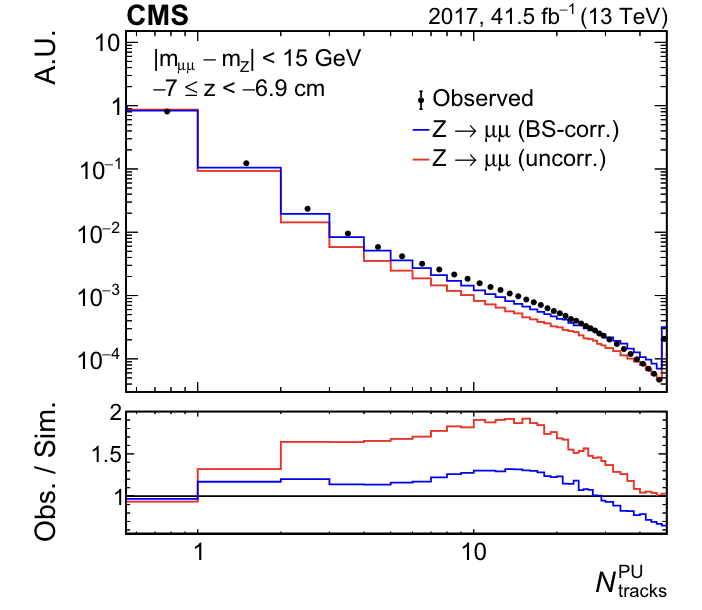 CMS 2017, 41.5 fb⁻¹ (13 TeV)
A.U.
10
|mμμ − mZ| < 15 GeV
−7 ≤ z < −6.9 cm
Observed
1
Z → μμ (BS-corr.)
Z → μμ (uncorr.)
10⁻¹
10⁻²
10⁻³
10⁻⁴
Obs. / Sim.
2
1.5
1
1 10
N^PU_tracks